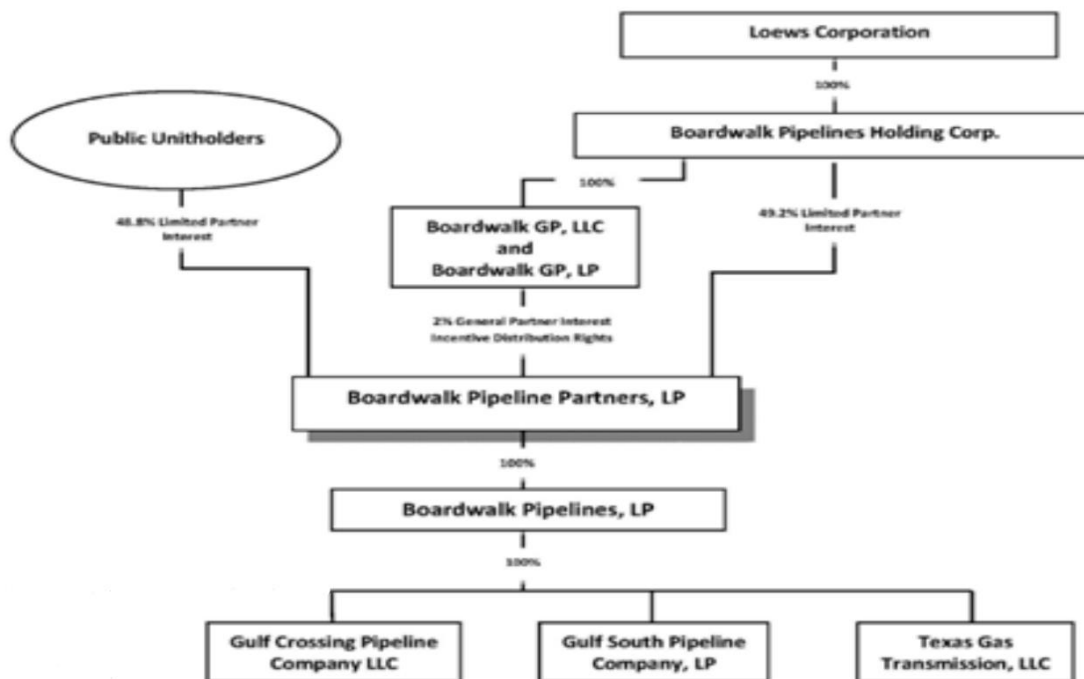 Loews Corporation
100%
Public Unitholders
Boardwalk Pipelines Holding Corp.
100%
48.8% Limited Partner
Interest
49.2% Limited Partner
Interest
Boardwalk GP, LLC
and
Boardwalk GP, LP
2% General Partner Interest
Incentive Distribution Rights
Boardwalk Pipeline Partners, LP
100%
Boardwalk Pipelines, LP
100%
Gulf Crossing Pipeline
Company LLC
Gulf South Pipeline
Company, LP
Texas Gas
Transmission, LLC